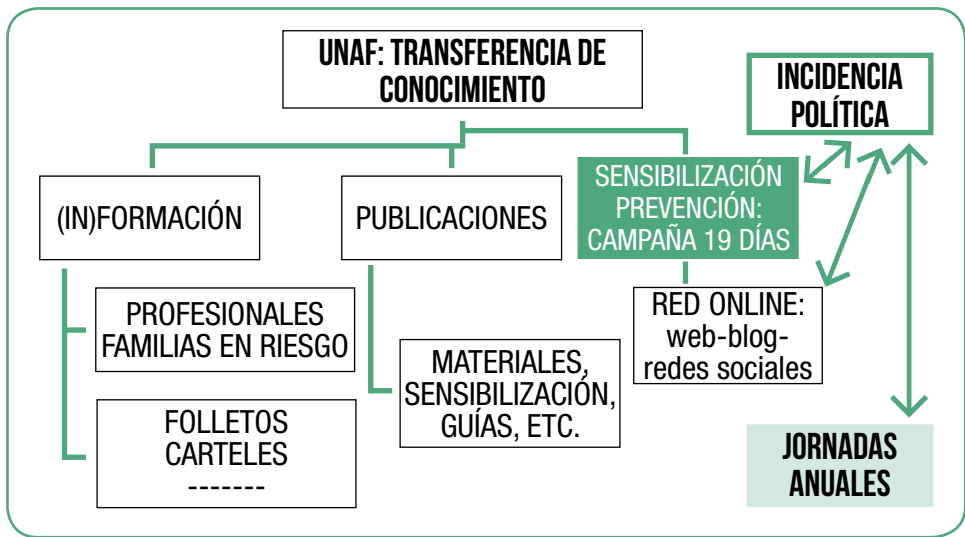 UNAF: TRANSFERENCIA DE
CONOCIMIENTO
INCIDENCIA
POLÍTICA
(IN)FORMACIÓN
PUBLICACIONES
SENSIBILIZACIÓN
PREVENCIÓN:
CAMPAÑA 19 DÍAS
PROFESIONALES
FAMILIAS EN RIESGO
RED ONLINE:
web-blog-
redes sociales
MATERIALES,
SENSIBILIZACIÓN,
GUÍAS, ETC.
FOLLETOS
CARTELES
-------
JORNADAS
ANUALES